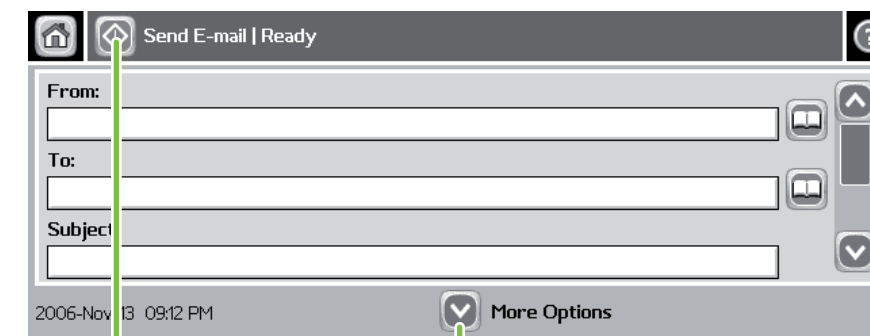 Send E-mail | Ready
From:
To:
Subject
2006-Nov 13 09:12 PM
More Options